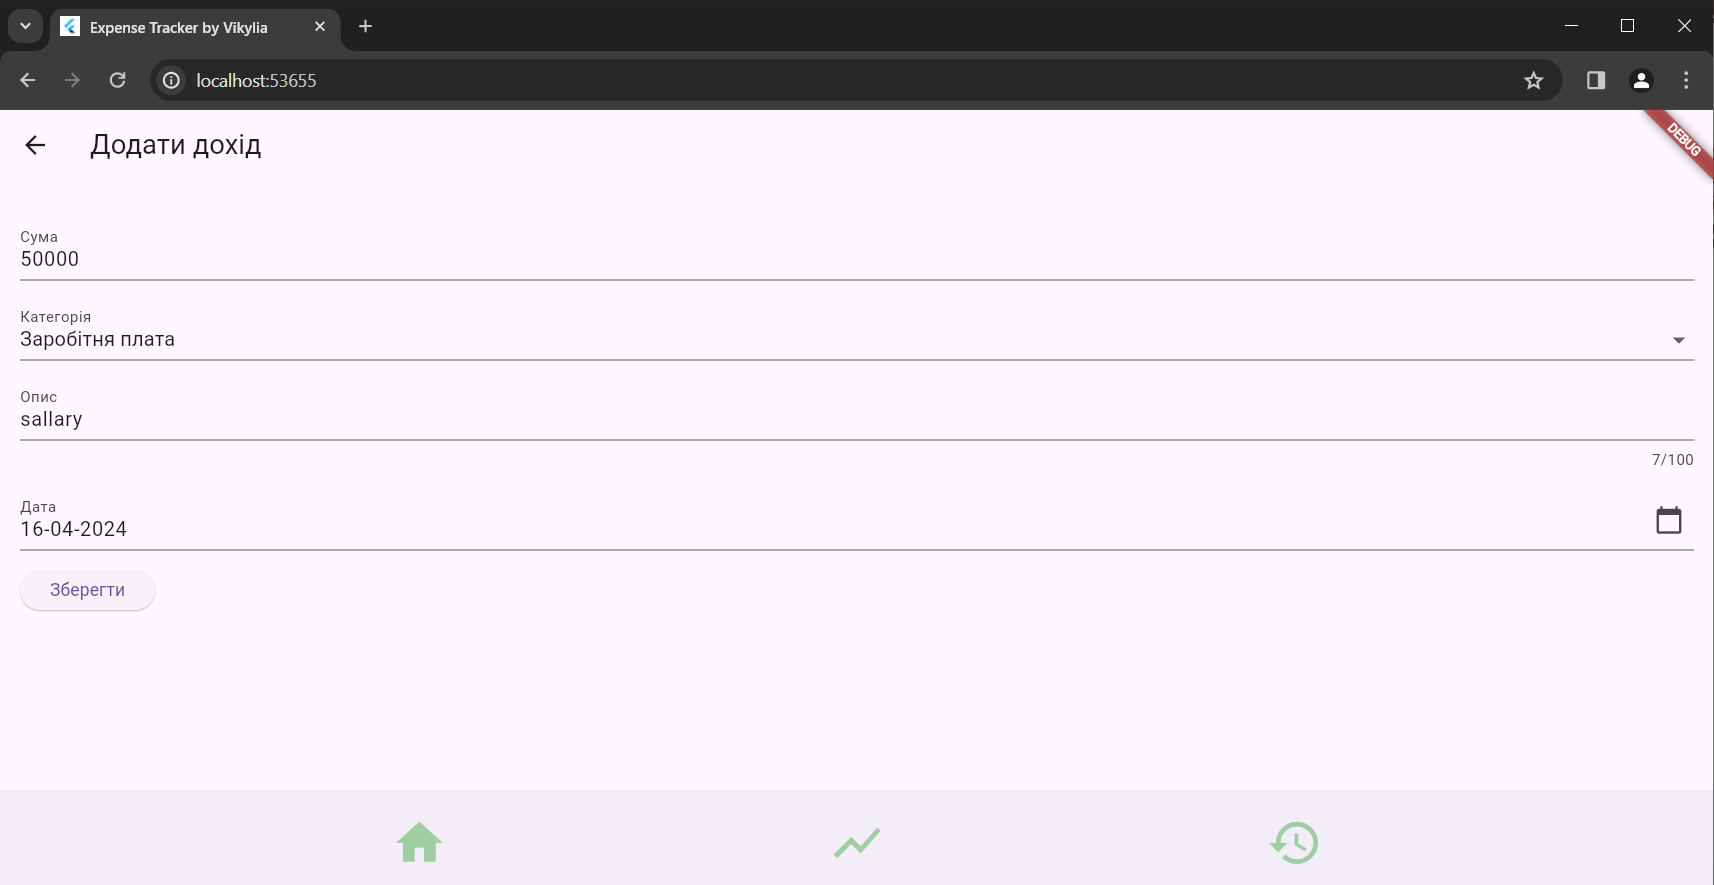 Expense Tracker by Vikylia
localhost:53655
Додати дохід
DEBUG
Сума
50000
Категорія
Заробітня плата
Опис
sallary
7/100
Дата
16-04-2024
Зберегти